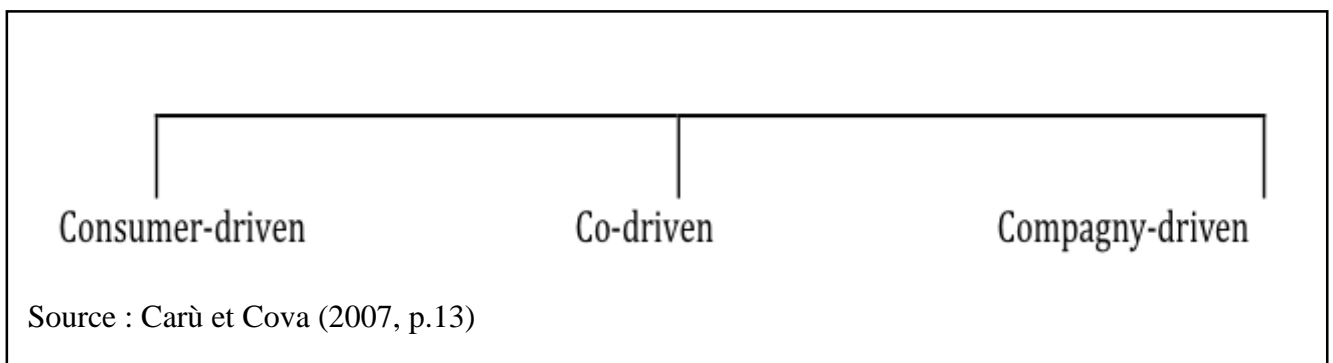 Consumer-driven Co-driven Compagny-driven
Source : Carù et Cova (2007, p.13)